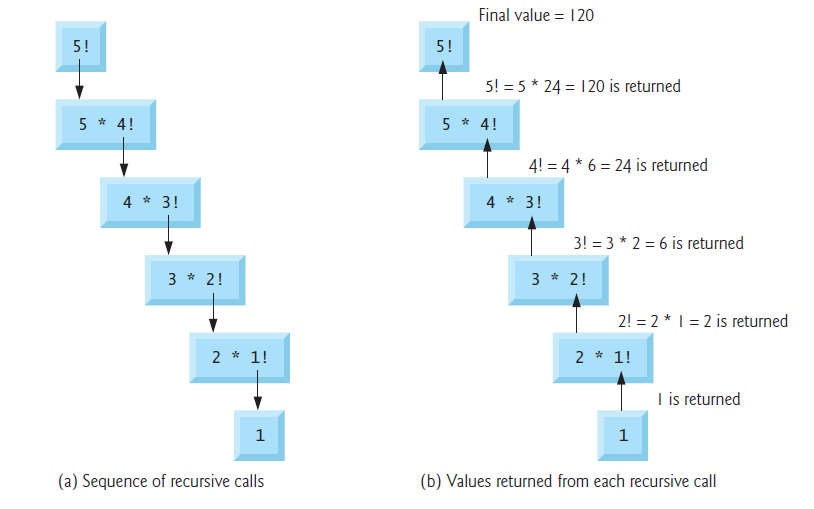 5!
5 * 4!
4 * 3!
3 * 2!
2 * 1!
1
(a) Sequence of recursive calls
Final value = 120
5!
5! = 5 * 24 = 120 is returned
5 * 4!
4! = 4 * 6 = 24 is returned
4 * 3!
3! = 3 * 2 = 6 is returned
3 * 2!
2! = 2 * 1 = 2 is returned
2 * 1!
1 is returned
1
(b) Values returned from each recursive call